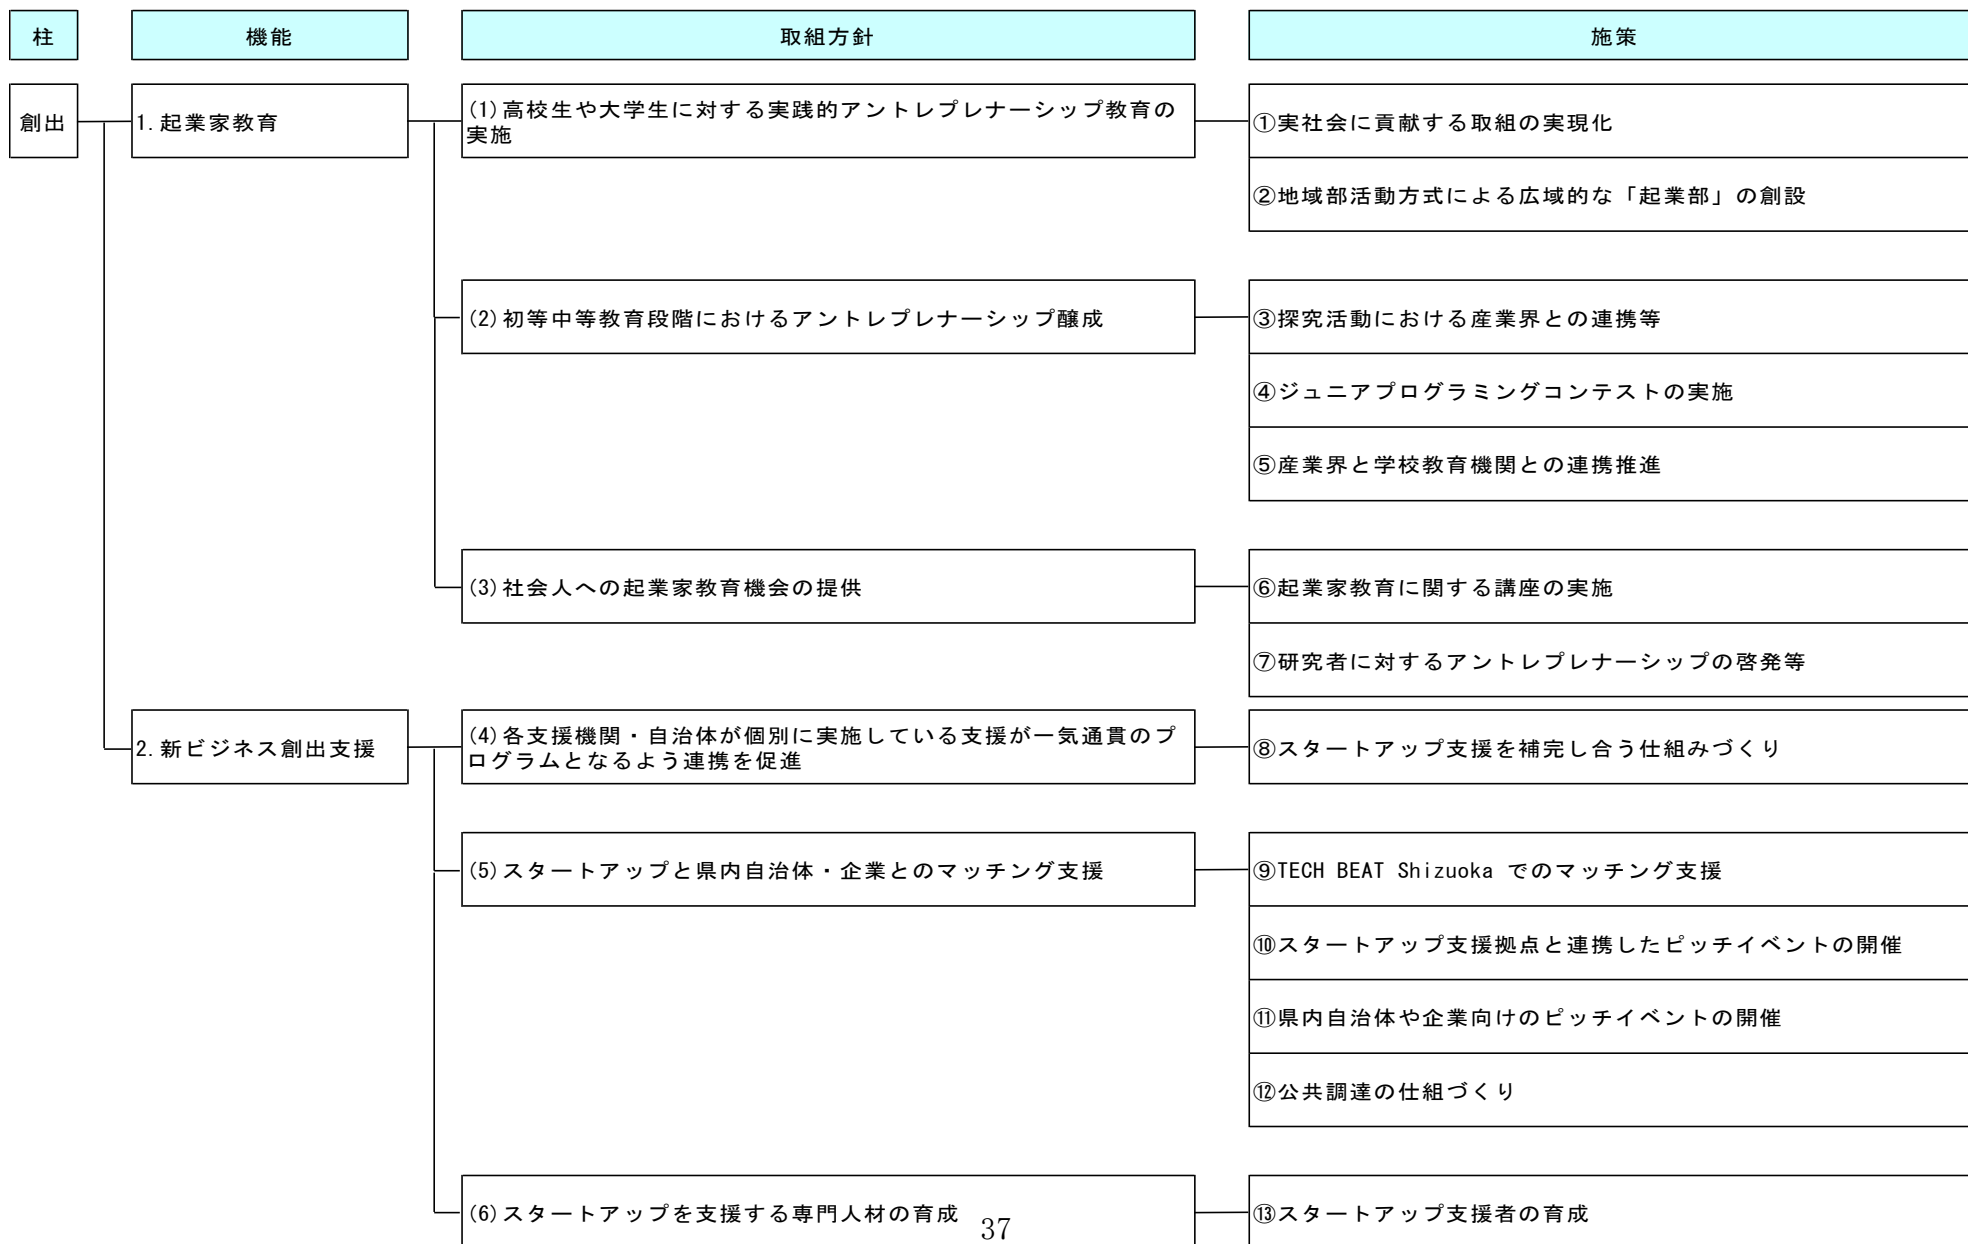 柱
機能
取組方針
施策
創出
1.起業家教育
(1)高校生や大学生に対する実践的アントレプレナーシップ教育の
実施
①実社会に貢献する取組の実現化
②地域部活動方式による広域的な「起業部」の創設
(2)初等中等教育段階におけるアントレプレナーシップ醸成
③探究活動における産業界との連携等
④ジュニアプログラミングコンテストの実施
⑤産業界と学校教育機関との連携推進
(3)社会人への起業家教育機会の提供
⑥起業家教育に関する講座の実施
⑦研究者に対するアントレプレナーシップの啓発等
2.新ビジネス創出支援
(4)各支援機関・自治体が個別に実施している支援が一気通貫のプ
ログラムとなるよう連携を促進
⑧スタートアップ支援を補完し合う仕組みづくり
(5)スタートアップと県内自治体・企業とのマッチング支援
⑨TECH BEAT Shizuoka でのマッチング支援
⑩スタートアップ支援拠点と連携したピッチイベントの開催
⑪県内自治体や企業向けのピッチイベントの開催
⑫公共調達の仕組づくり
(6)スタートアップを支援する専門人材の育成
⑬スタートアップ支援者の育成
37